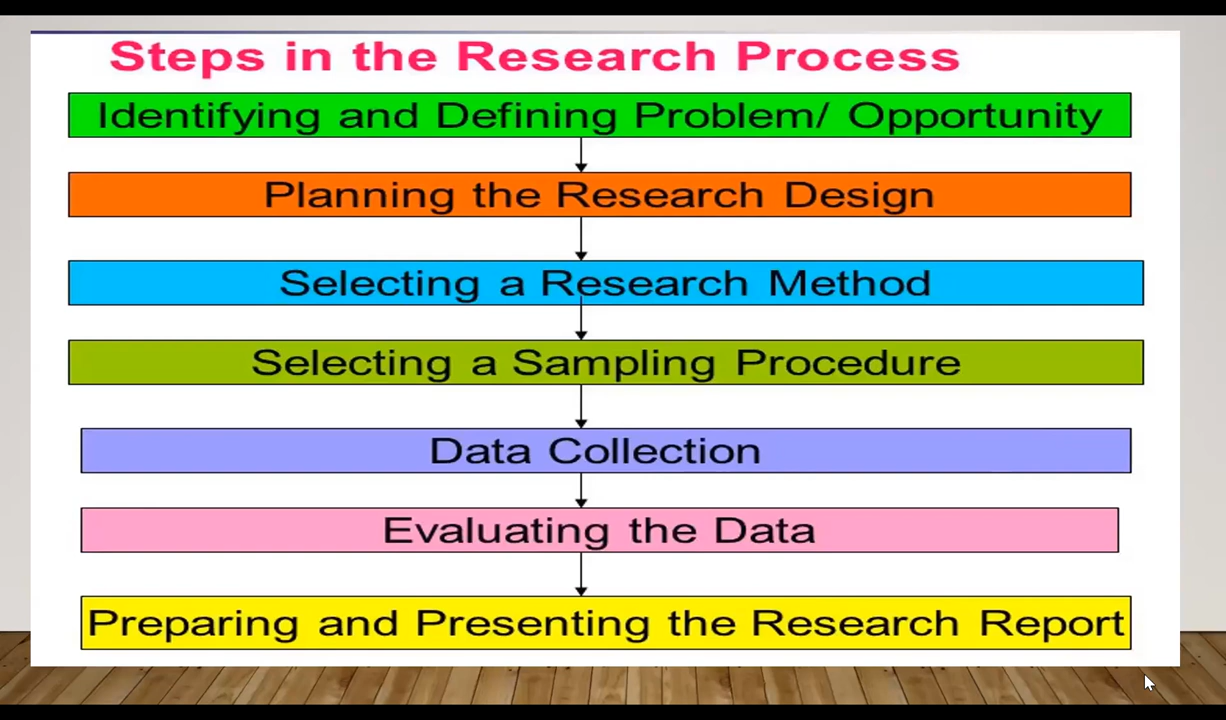 Steps in the Research Process
Identifying and Defining Problem/ Opportunity
Planning the Research Design
Selecting a Research Method
Selecting a Sampling Procedure
Data Collection
Evaluating the Data
Preparing and Presenting the Research Report